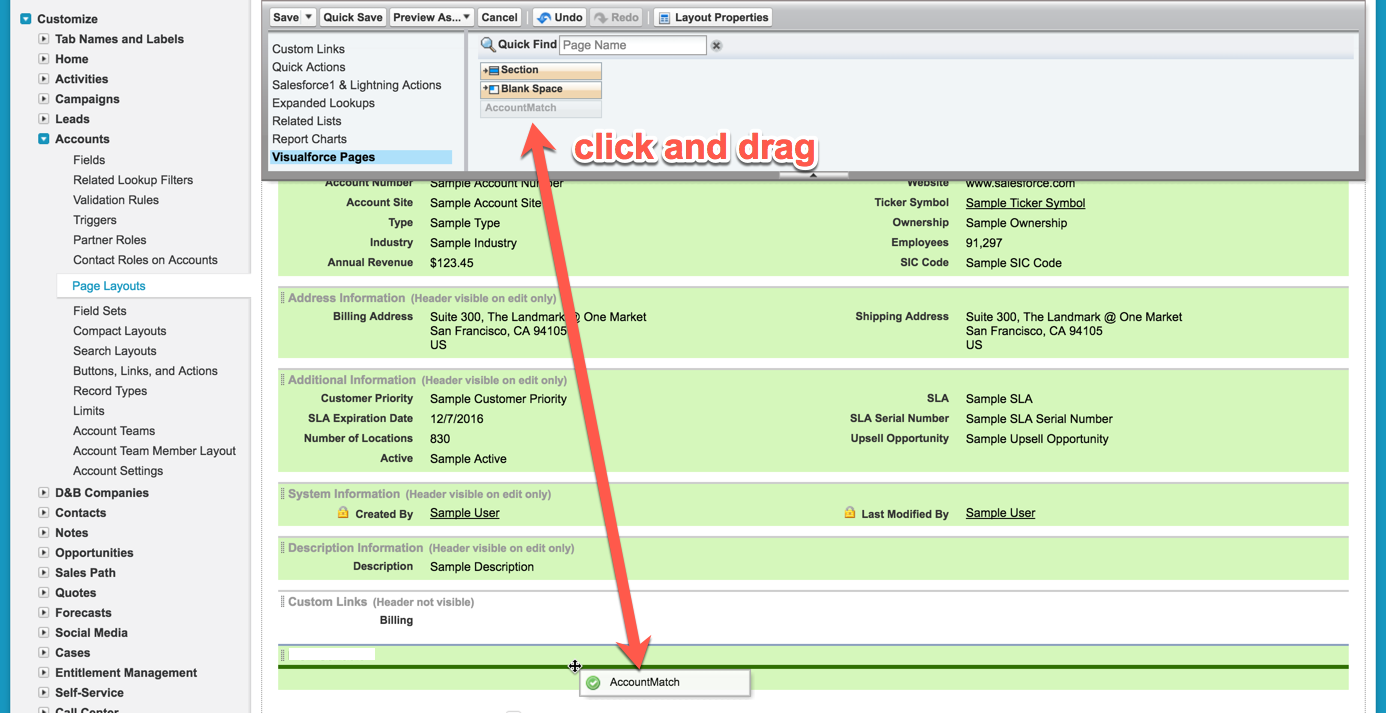 Customize
Tab Names and Labels
Home
Activities
Campaigns
Leads
Accounts
Fields
Related Lookup Filters
Validation Rules
Triggers
Partner Roles
Contact Roles on Accounts
Page Layouts
Field Sets
Compact Layouts
Search Layouts
Buttons, Links, and Actions
Record Types
Limits
Account Teams
Account Team Member Layout
Account Settings
D&B Companies
Contacts
Notes
Opportunities
Sales Path
Quotes
Forecasts
Social Media
Cases
Entitlement Management
Self-Service
Call Center
Save Quick Save Preview As... Cancel Undo Redo Layout Properties
Custom Links
Quick Actions
Salesforce1 & Lightning Actions
Expanded Lookups
Related Lists
Report Charts
Visualforce Pages
Quick Find Page Name
Section
Blank Space
AccountMatch
click and drag
Account Number Sample Account Number Website www.salesforce.com
Account Site Sample Account Site Ticker Symbol Sample Ticker Symbol
Type Sample Type Ownership Sample Ownership
Industry Sample Industry Employees 91,297
Annual Revenue $123.45 SIC Code Sample SIC Code
Address Information (Header visible on edit only)
Billing Address Suite 300, The Landmark @ One Market Shipping Address Suite 300, The Landmark @ One Market
San Francisco, CA 94105 San Francisco, CA 94105
US US
Additional Information (Header visible on edit only)
Customer Priority Sample Customer Priority SLA Sample SLA
SLA Expiration Date 12/7/2016 SLA Serial Number Sample SLA Serial Number
Number of Locations 830 Upsell Opportunity Sample Upsell Opportunity
Active Sample Active
System Information (Header visible on edit only)
Created By Sample User Last Modified By Sample User
Description Information (Header visible on edit only)
Description Sample Description
Custom Links (Header not visible)
Billing
AccountMatch